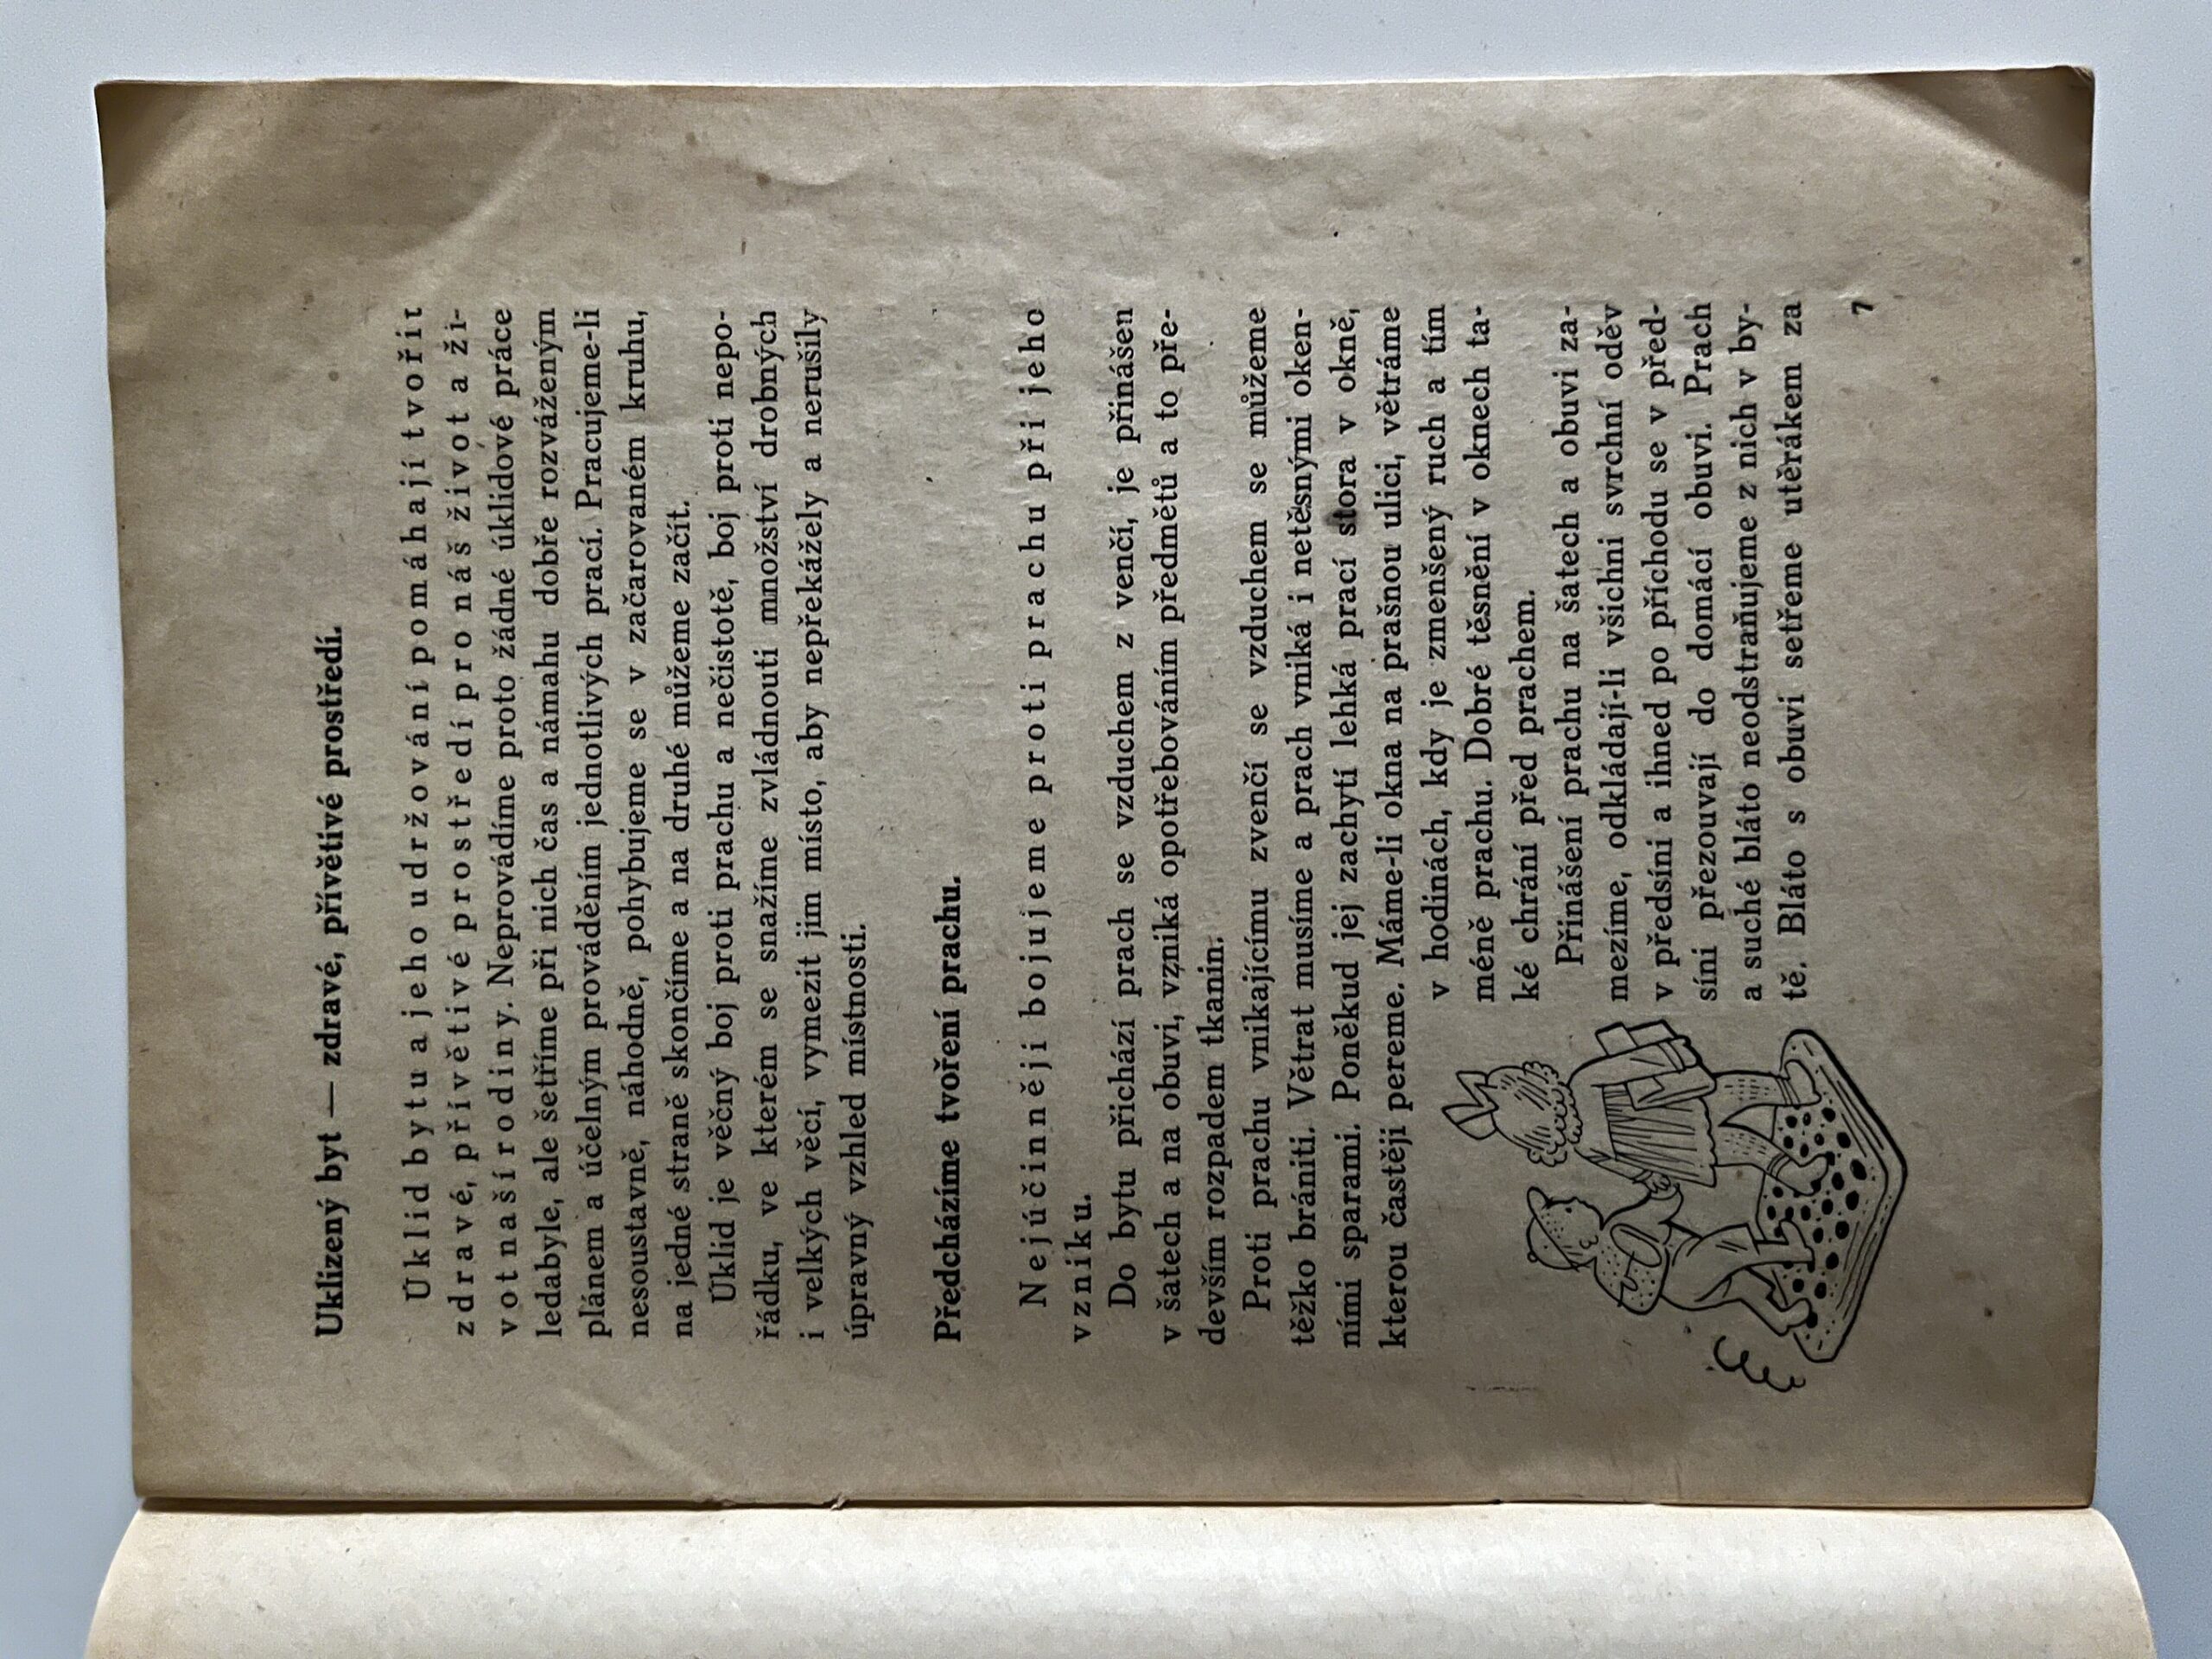 Uklizený byt — zdravé, přívětivé prostředí.
Úklid bytu a jeho udržování pomáhají tvořit
zdravé, přívětivé prostředí pro náš život a ži-
vot naší rodiny. Neprovádíme proto žádné úklidové práce
ledabyle, ale šetříme při nich čas a námahu dobře rozváženým
plánem a účelným prováděním jednotlivých prací. Pracujeme-li
nesoustavně, náhodně, pohybujeme se v začarovaném kruhu,
na jedné straně skončíme a na druhé můžeme začít.
Úklid je věčný boj proti prachu a nečistotě, boj proti nepo-
řádku, ve kterém se snažíme zvládnouti množství drobných
i velkých věcí, vymezit jim místo, aby nepřekážely a nerušily
úpravný vzhled místnosti.
Předcházíme tvoření prachu.
Nejúčinněji bojujeme proti prachu při jeho
vzniku.
Do bytu přichází prach se vzduchem z venčí, je přinášen
v šatech a na obuvi, vzniká opotřebováním předmětů a to pře-
devším rozpadem tkanin.
Proti prachu vnikajícímu zvenčí se vzduchem se můžeme
těžko brániti. Větrat musíme a prach vniká i netěsnými oken-
ními sparami. Poněkud jej zachytí lehká prací stora v okně,
kterou častěji pereme. Máme-li okna na prašnou ulici, větráme
v hodinách, kdy je zmenšený ruch a tím
méně prachu. Dobré těsnění v oknech ta-
ké chrání před prachem.
Přinášení prachu na šatech a obuvi za-
mezíme, odkládají-li všichni svrchní oděv
v předsíni a ihned po příchodu se v před-
síni přezouvají do domácí obuvi. Prach
a suché bláto neodstraňujeme z nich v by-
tě. Bláto s obuvi setřeme utěrákem za
7